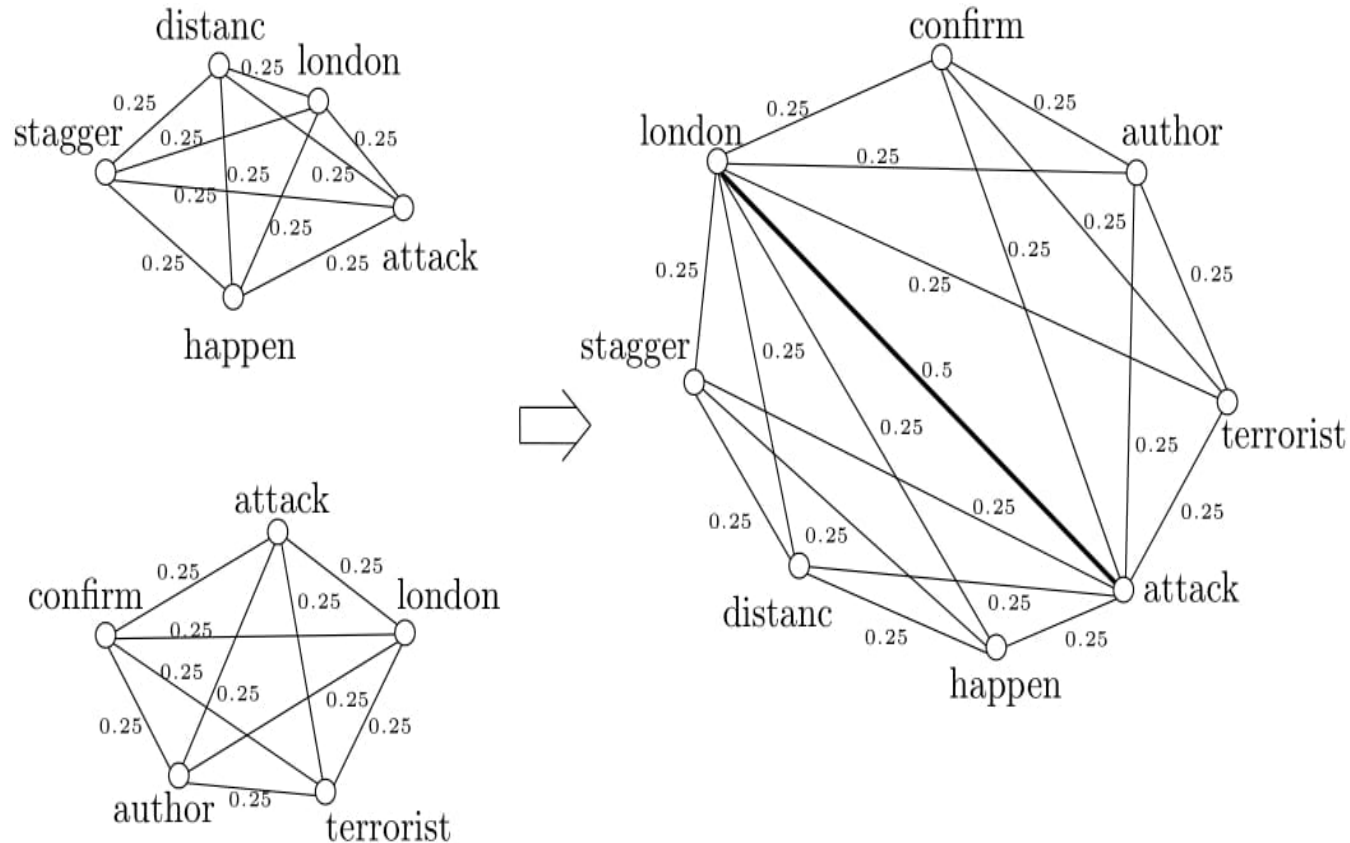 distanc
0.25 london
0.25
stagger 0.25 0.25
0.25 0.25
0.25
0.25
0.25 0.25 attack
happen
attack
0.25 0.25
confirm 0.25 london
0.25
0.25
0.25 0.25
0.25 0.25
author 0.25
terrorist
confirm
0.25 0.25
london author
0.25
0.25
0.25
0.25 0.25
0.25
stagger 0.25
0.5
0.25 terrorist
0.25
0.25 0.25
0.25 0.25
attack
distanc 0.25
0.25 0.25
happen